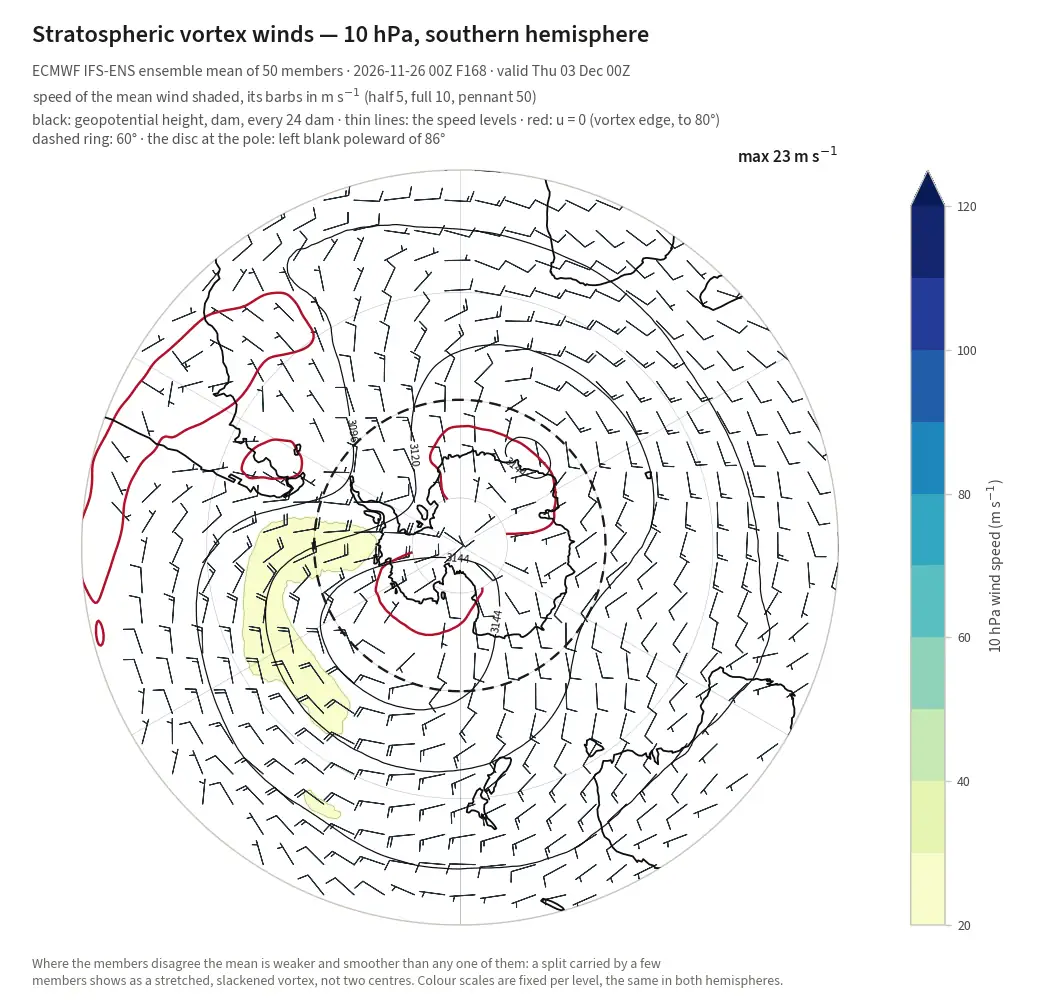 Stratospheric vortex winds — 10 hPa, southern hemisphere
ECMWF IFS-ENS ensemble mean of 50 members · 2026-11-26 00Z F168 · valid Thu 03 Dec 00Z
speed of the mean wind shaded, its barbs in m s⁻¹ (half 5, full 10, pennant 50)
black: geopotential height, dam, every 24 dam · thin lines: the speed levels · red: u = 0 (vortex edge, to 80°)
dashed ring: 60° · the disc at the pole: left blank poleward of 86°
max 23 m s⁻¹
120
100
80
60
40
20
10 hPa wind speed (m s⁻¹)
3120
3144
3144
Where the members disagree the mean is weaker and smoother than any one of them: a split carried by a few
members shows as a stretched, slackened vortex, not two centres. Colour scales are fixed per level, the same in both hemispheres.